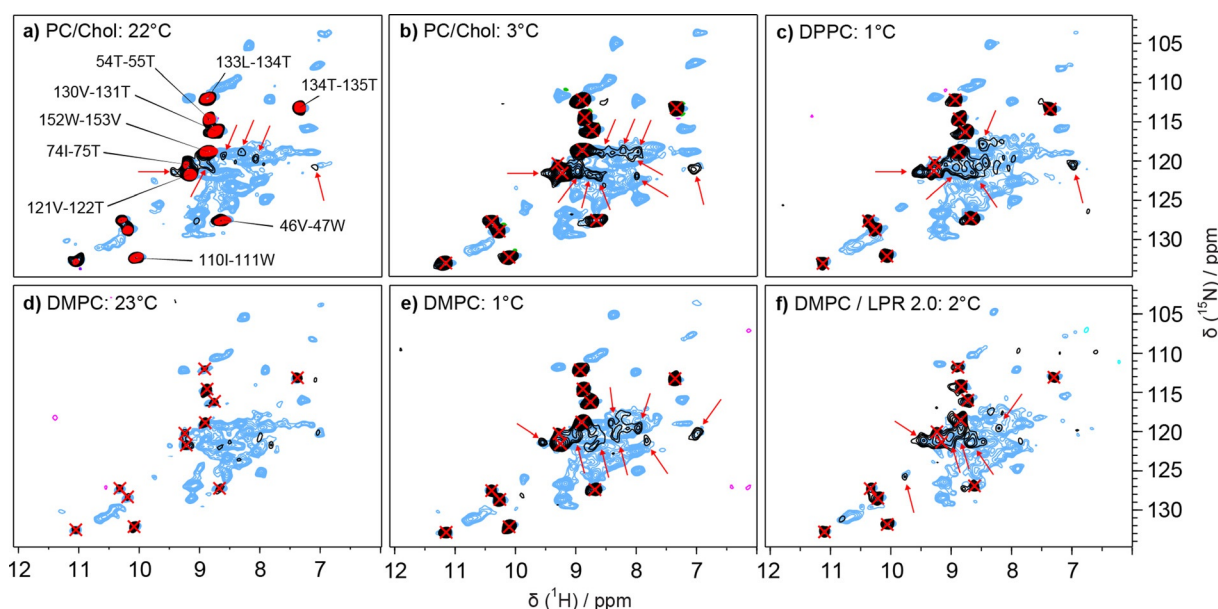 a) PC/Chol: 22°C
54T-55T
133L-134T
130V-131T
134T-135T
152W-153V
74I-75T
121V-122T
46V-47W
110I-111W
b) PC/Chol: 3°C
c) DPPC: 1°C
105
110
115
120
125
130
d) DMPC: 23°C
e) DMPC: 1°C
f) DMPC / LPR 2.0: 2°C
105
110
115
120
125
130
δ (¹⁵N) / ppm
12 11 10 9 8 7
12 11 10 9 8 7
12 11 10 9 8 7
δ (¹H) / ppm